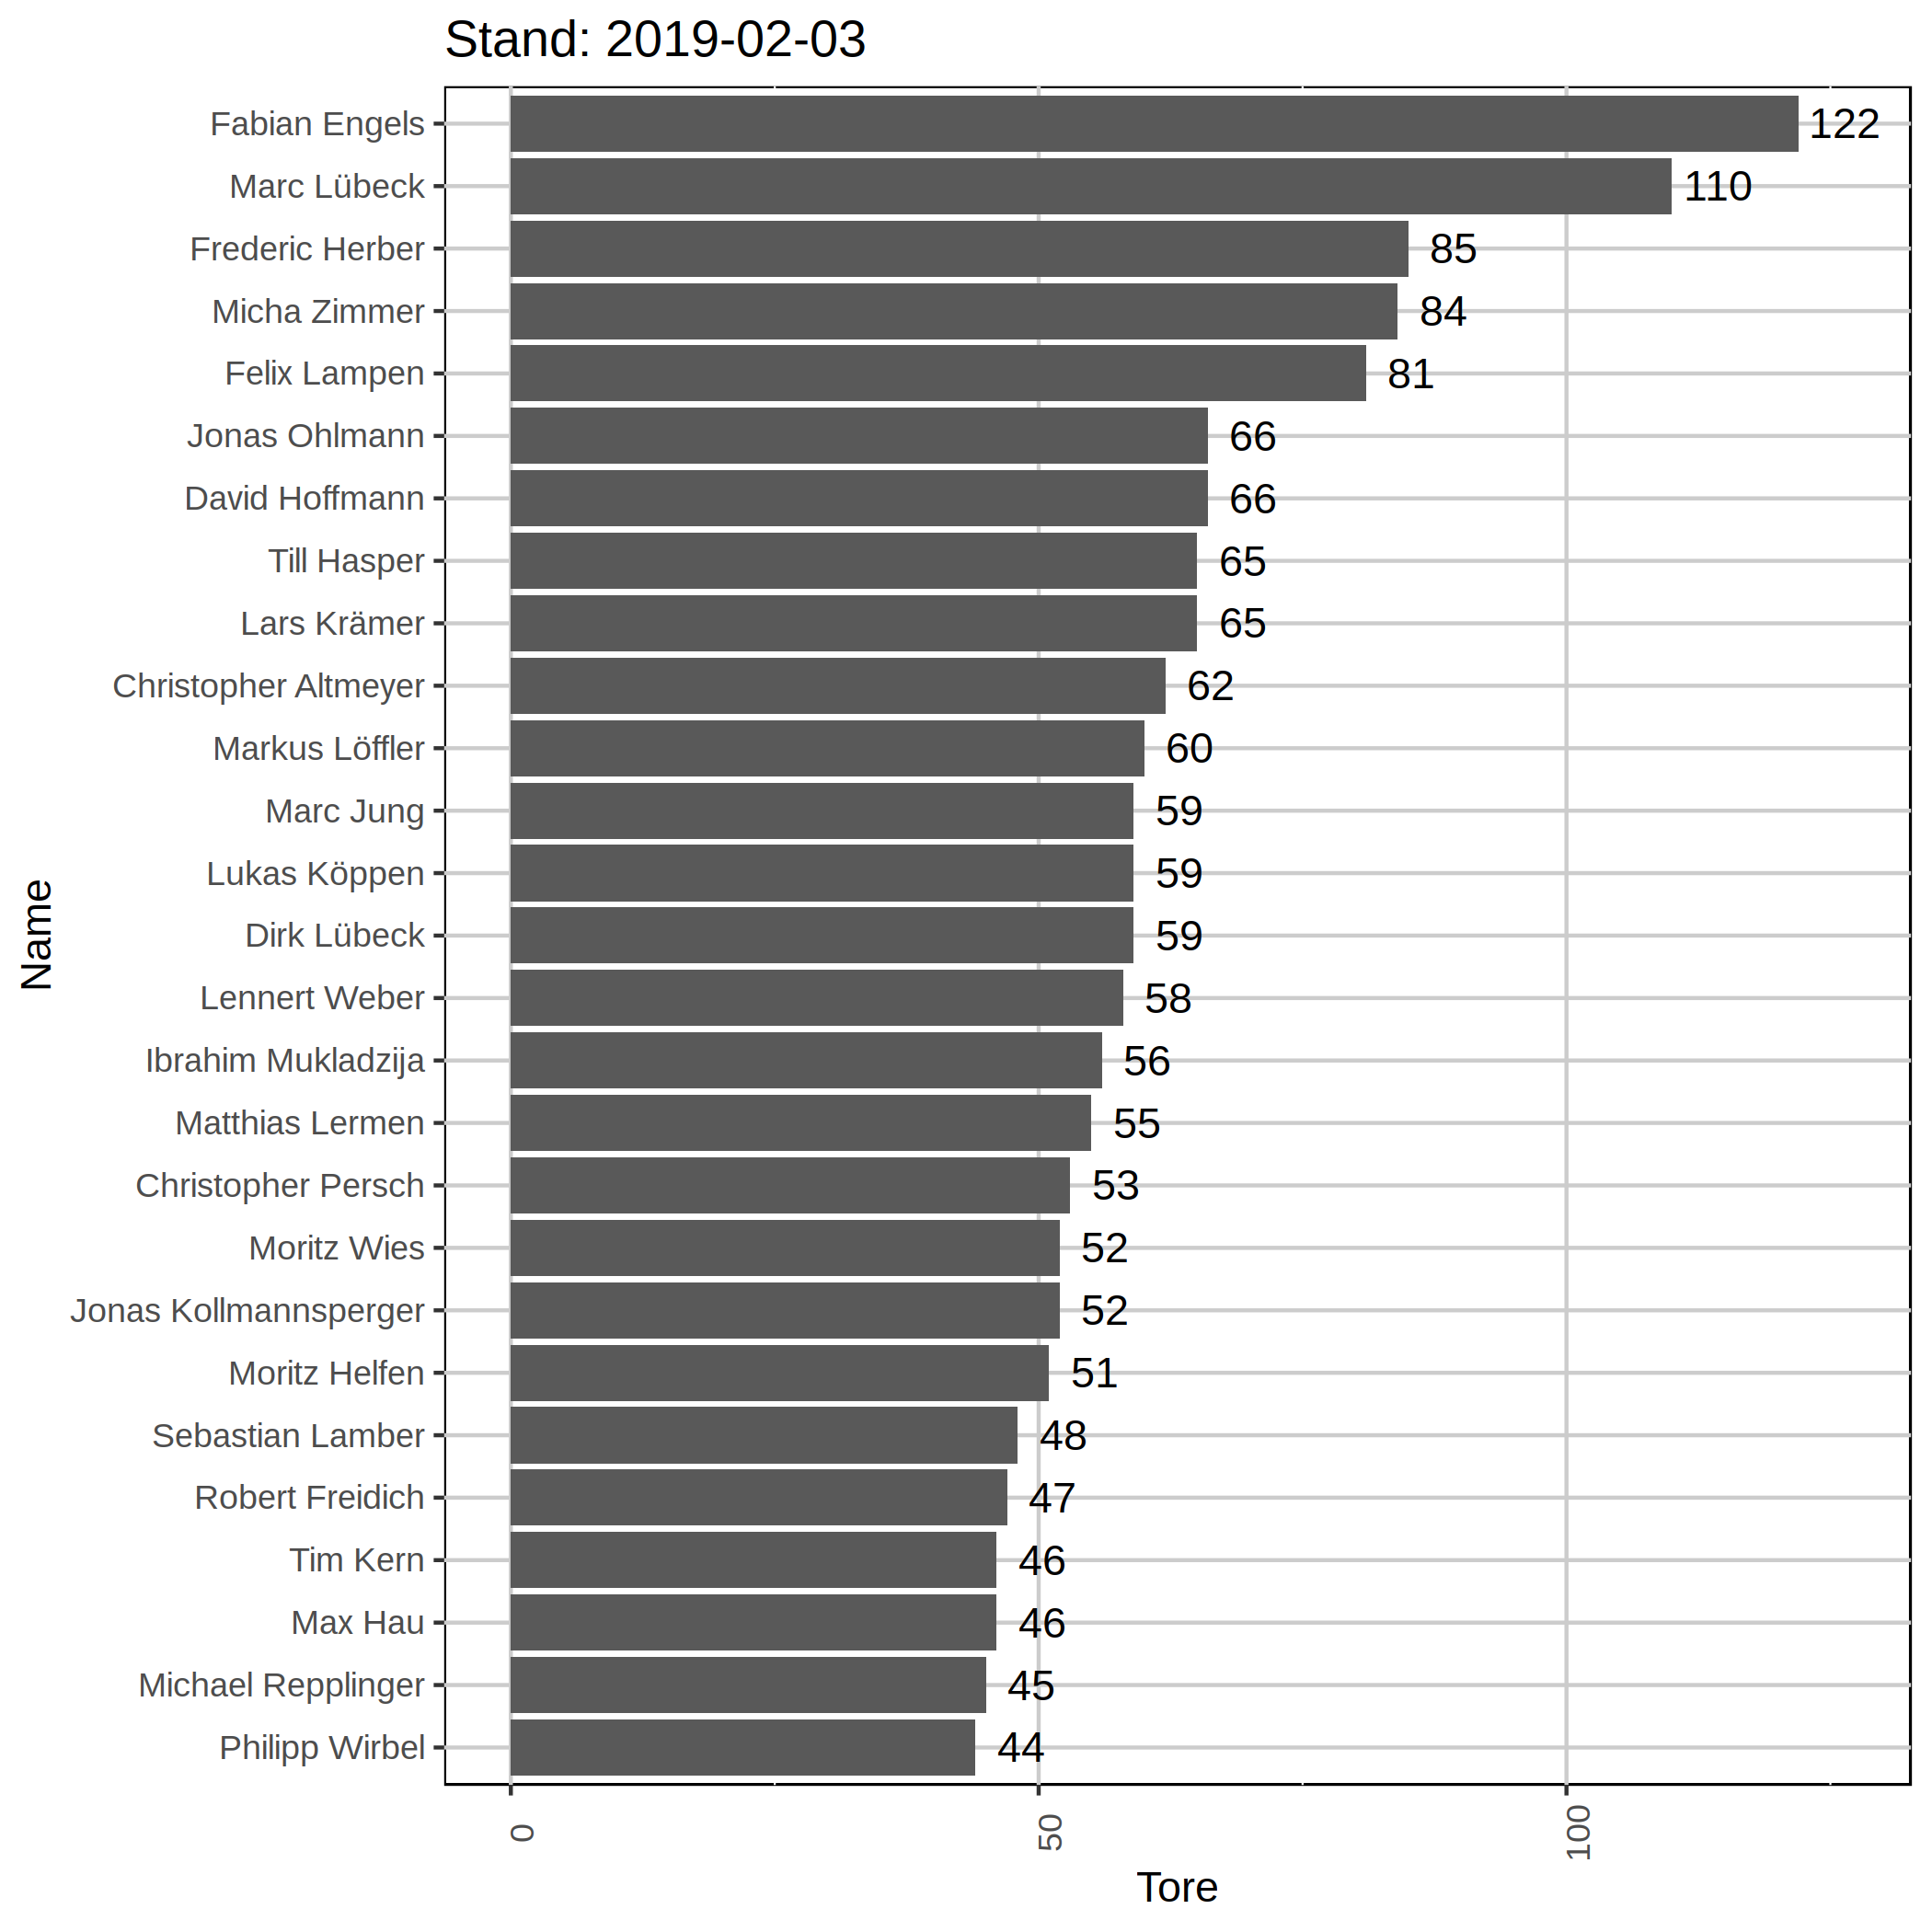 Stand: 2019-02-03
Fabian Engels 122
Marc Lübeck 110
Frederic Herber 85
Micha Zimmer 84
Felix Lampen 81
Jonas Ohlmann 66
David Hoffmann 66
Till Hasper 65
Lars Krämer 65
Christopher Altmeyer 62
Markus Löffler 60
Marc Jung 59
Lukas Köppen 59
Dirk Lübeck 59
Lennert Weber 58
Ibrahim Mukladzija 56
Matthias Lermen 55
Christopher Persch 53
Moritz Wies 52
Jonas Kollmannsperger 52
Moritz Helfen 51
Sebastian Lamber 48
Robert Freidich 47
Tim Kern 46
Max Hau 46
Michael Repplinger 45
Philipp Wirbel 44
Name
0 50 100
Tore